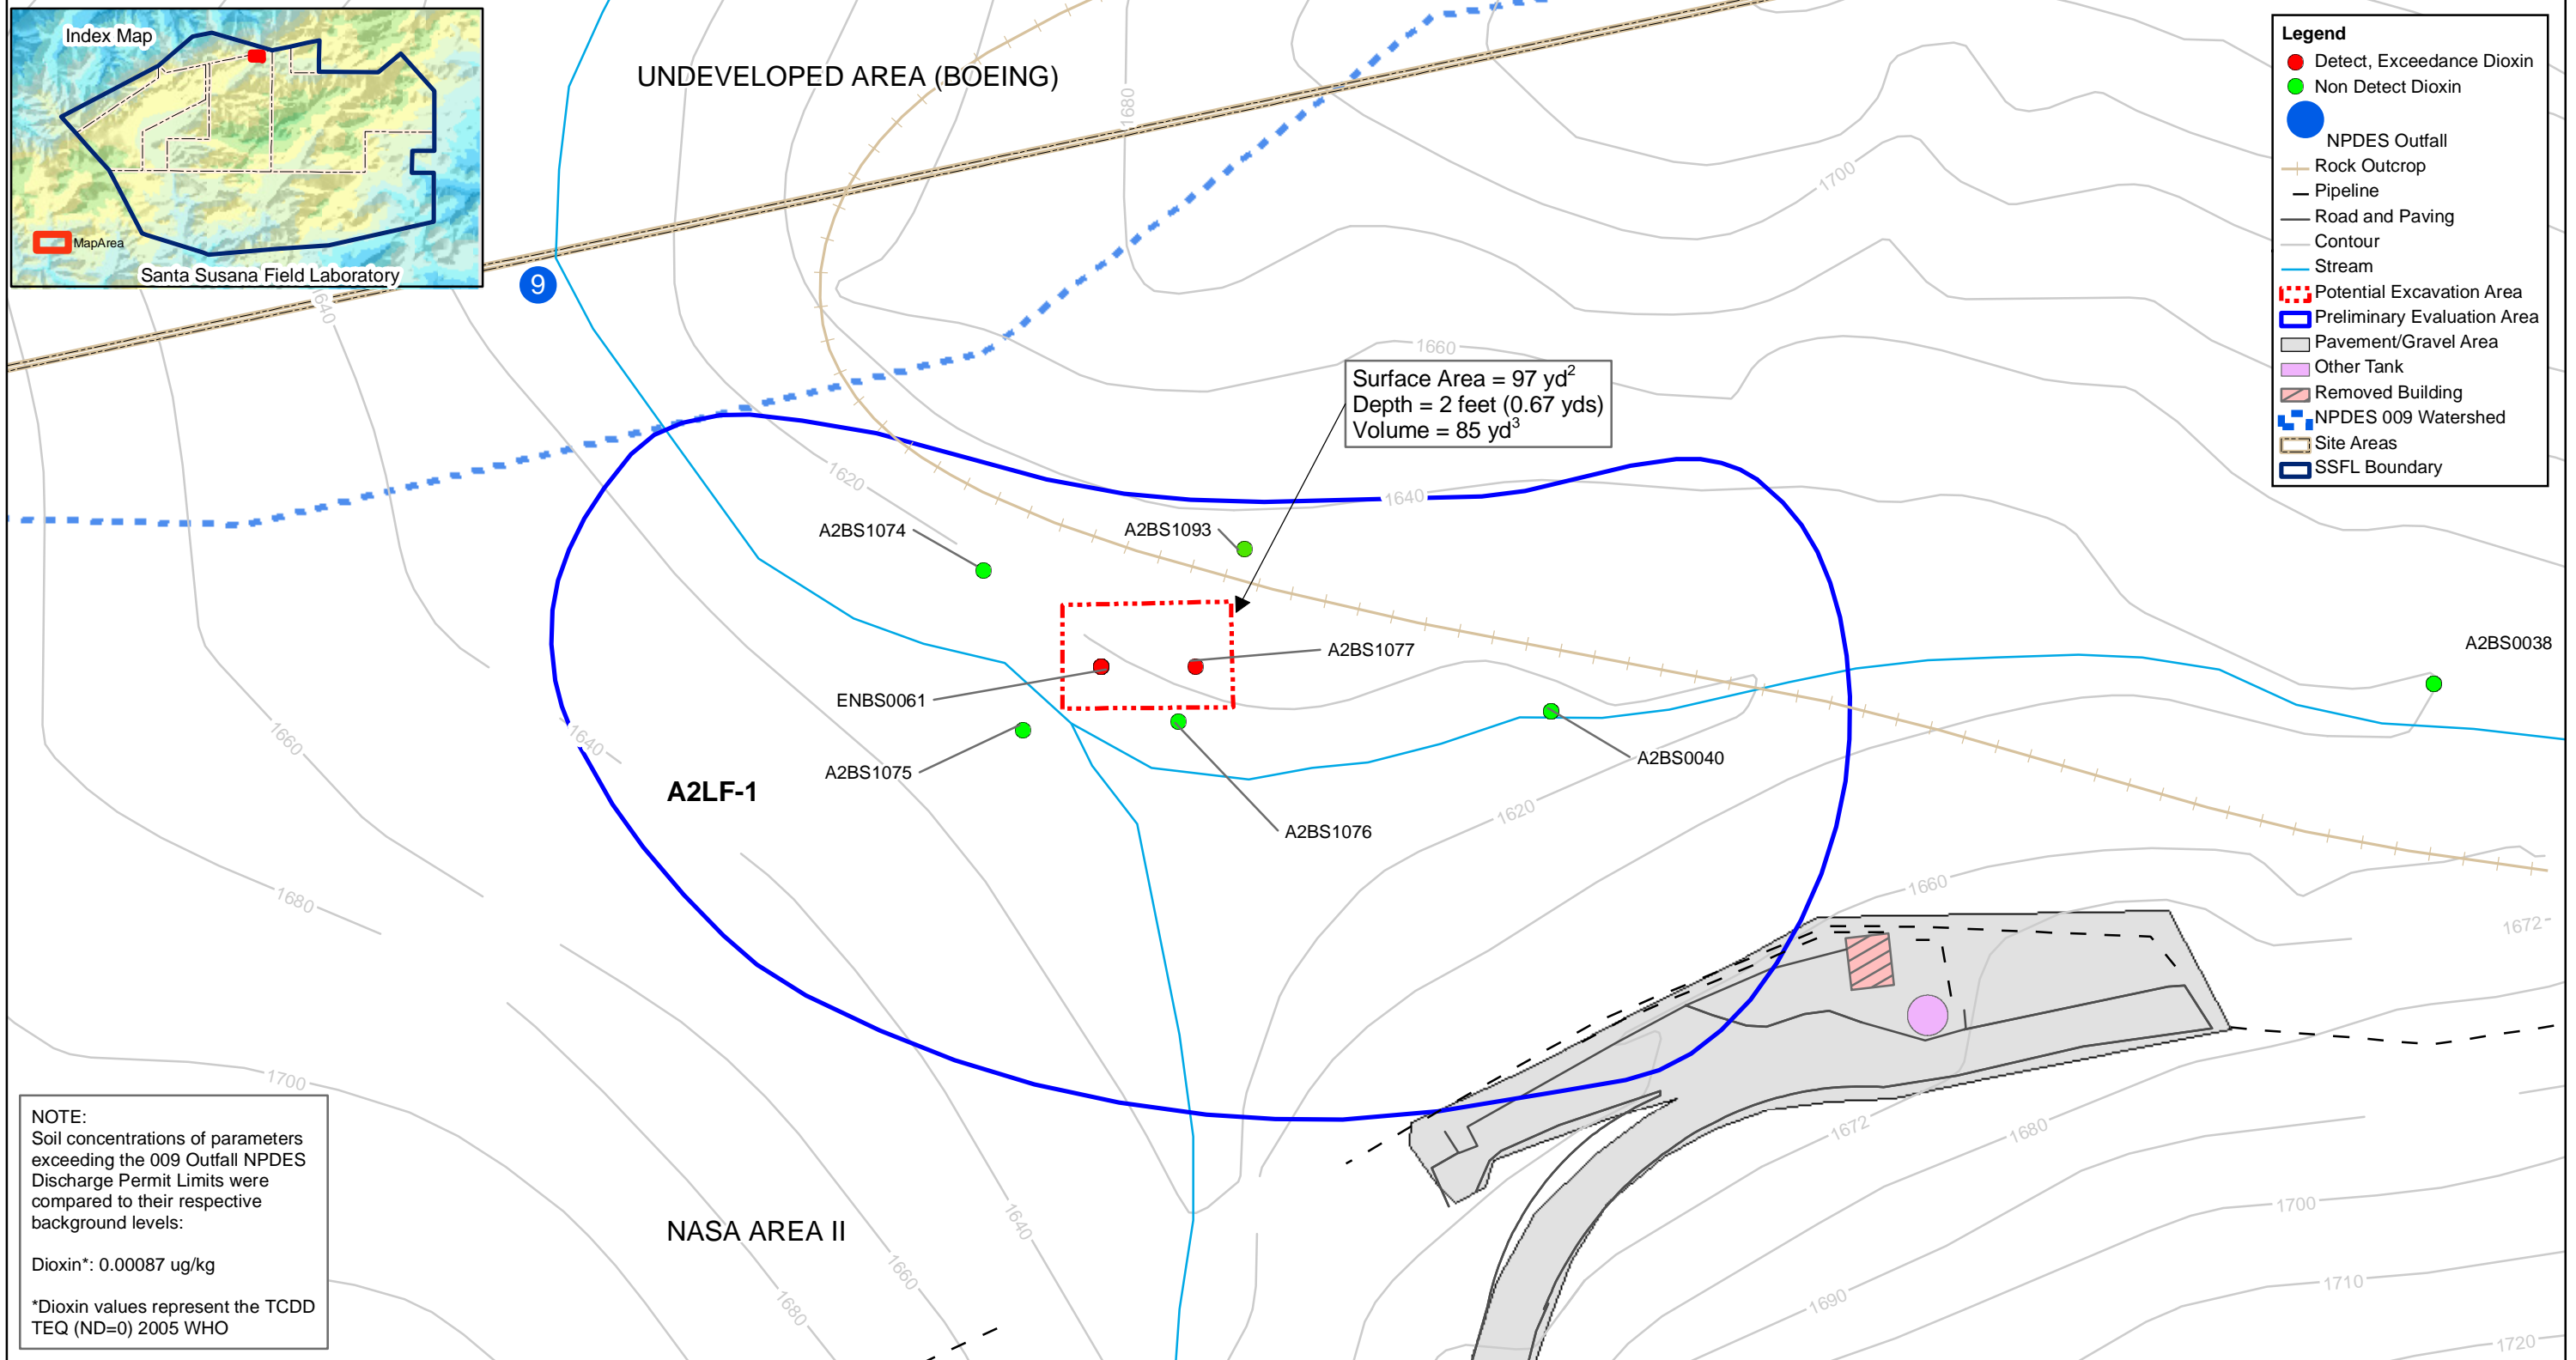 Index Map
MapArea
Santa Susana Field Laboratory
UNDEVELOPED AREA (BOEING)
Legend
Detect, Exceedance Dioxin
Non Detect Dioxin
NPDES Outfall
Rock Outcrop
Pipeline
Road and Paving
Contour
Stream
Potential Excavation Area
Preliminary Evaluation Area
Pavement/Gravel Area
Other Tank
Removed Building
NPDES 009 Watershed
Site Areas
SSFL Boundary
1680
1700
9
1640
1660
Surface Area = 97 yd²
Depth = 2 feet (0.67 yds)
Volume = 85 yd³
1620
1640
A2BS1074
A2BS1093
A2BS1077
A2BS0038
ENBS0061
1660
1640
A2BS1075
A2BS0040
A2LF-1
1620
A2BS1076
1680
1660
1672
1700
1672
1680
NOTE:
Soil concentrations of parameters
exceeding the 009 Outfall NPDES
Discharge Permit Limits were
compared to their respective
background levels:
Dioxin*: 0.00087 ug/kg
*Dioxin values represent the TCDD
TEQ (ND=0) 2005 WHO
NASA AREA II
1640
1700
1660
1710
1680
1690
1720